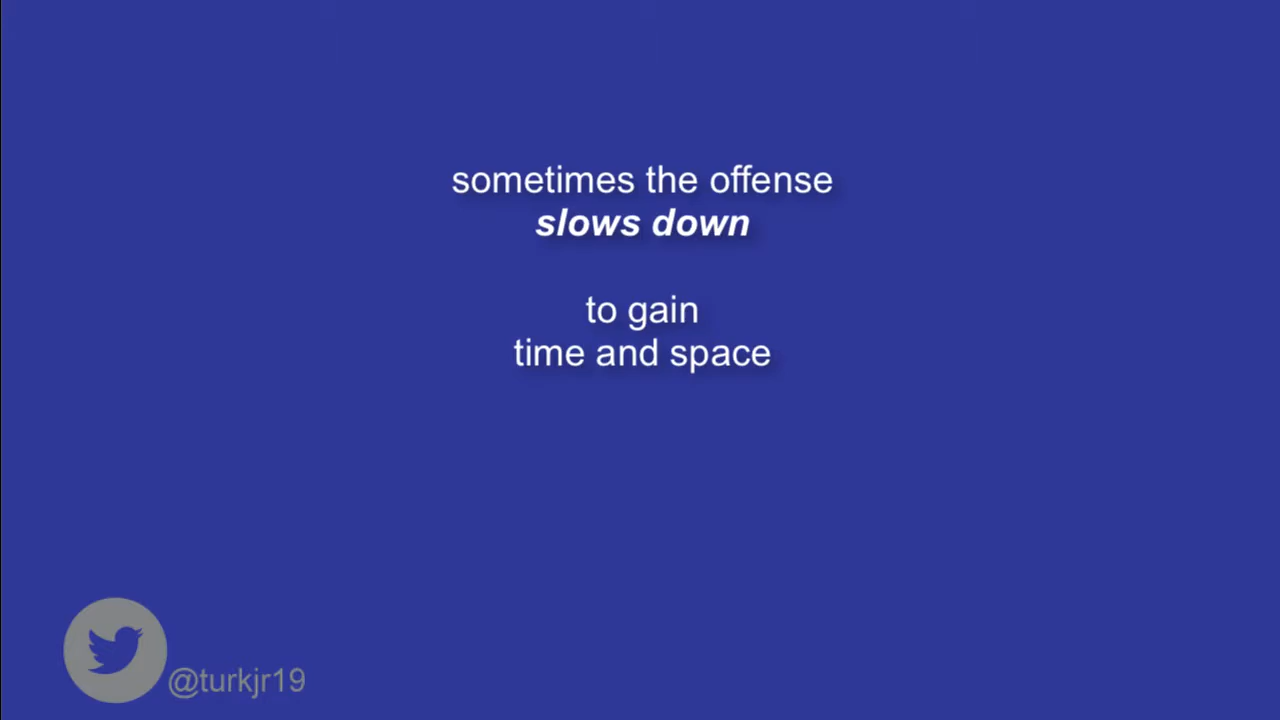 sometimes the offense
slows down
to gain
time and space
@turkjr19